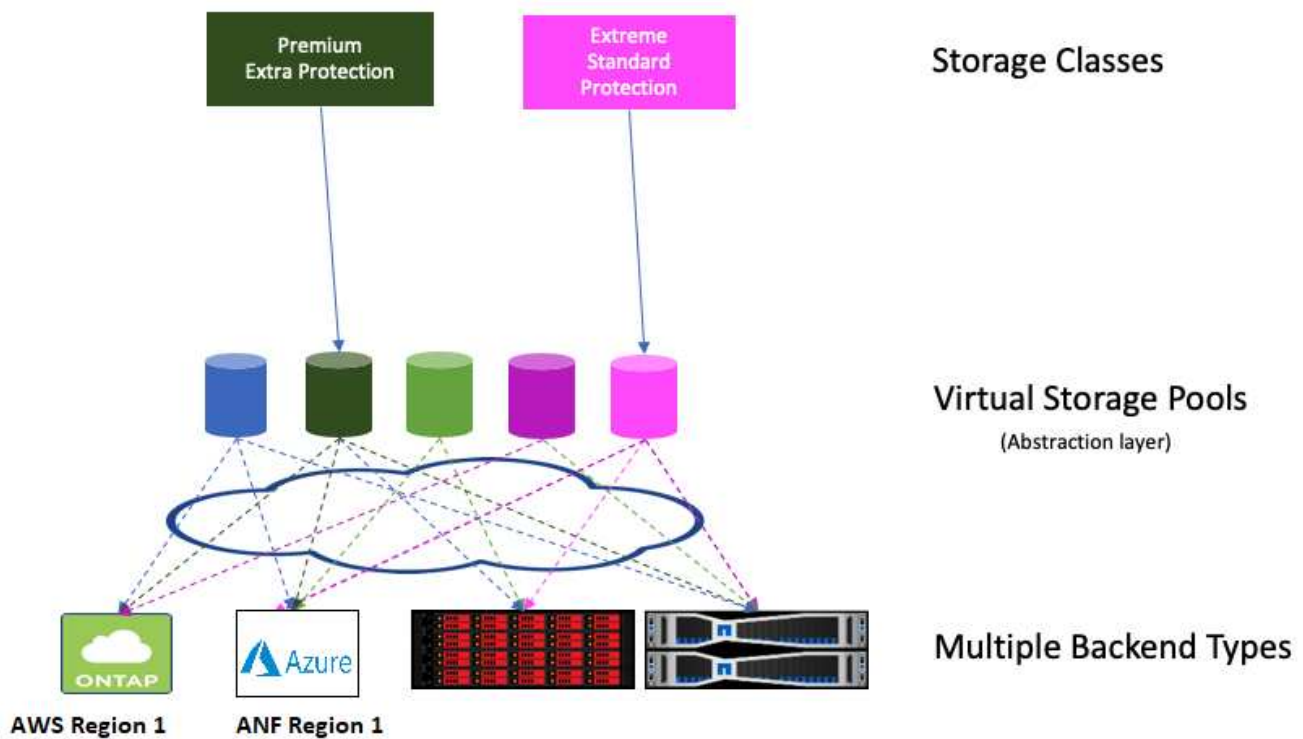 Premium
Extra Protection
Extreme
Standard
Protection
Storage Classes
Virtual Storage Pools
(Abstraction layer)
ONTAP
Azure
Multiple Backend Types
AWS Region 1
ANF Region 1